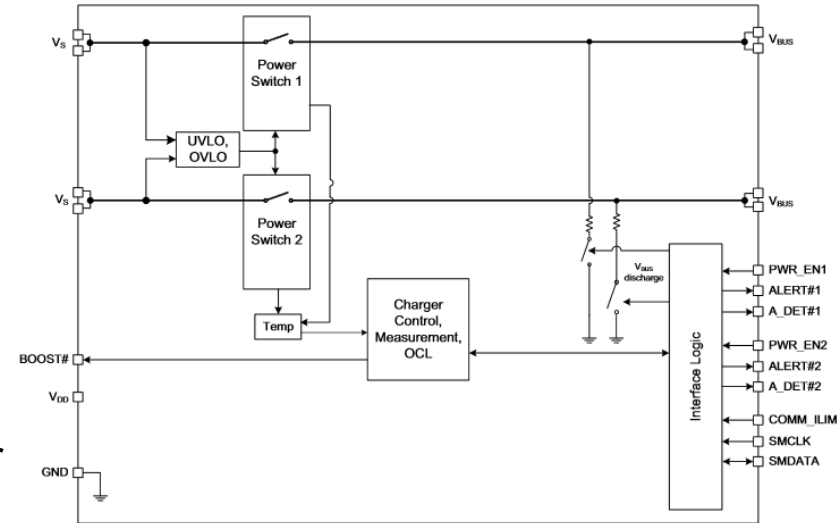 VS
VBUS
Power
Switch 1
UVLO,
OVLO
VS
VBUS
Power
Switch 2
VBUS
discharge
PWR_EN1
ALERT#1
A_DET#1
Temp
Charger
Control,
Measurement,
OCL
Interface Logic
PWR_EN2
ALERT#2
A_DET#2
BOOST#
VDD
COMM_ILIM
SMCLK
SMDATA
GND